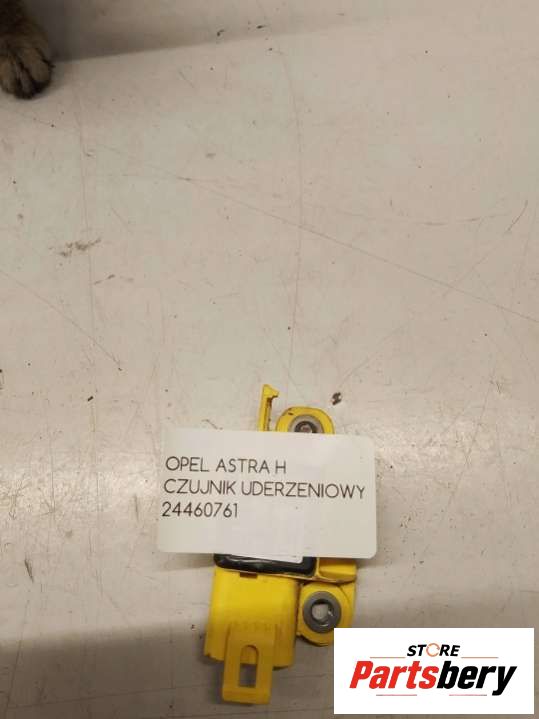 OPEL ASTRA H
CZUJNIK UDERZENIOWY
24460761
STORE
Partsbery